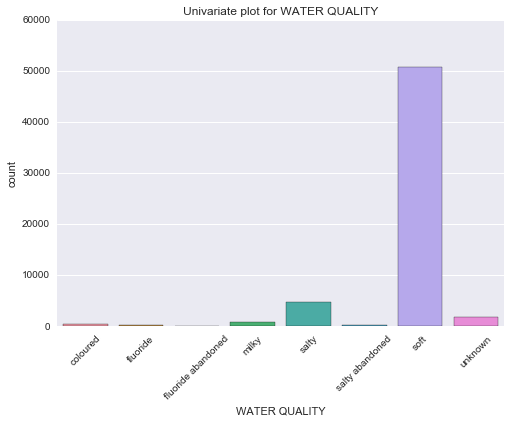 Univariate plot for WATER QUALITY
60000
50000
40000
30000
20000
10000
0
count
coloured
fluoride
fluoride abandoned
milky
salty
salty abandoned
soft
unknown
WATER QUALITY